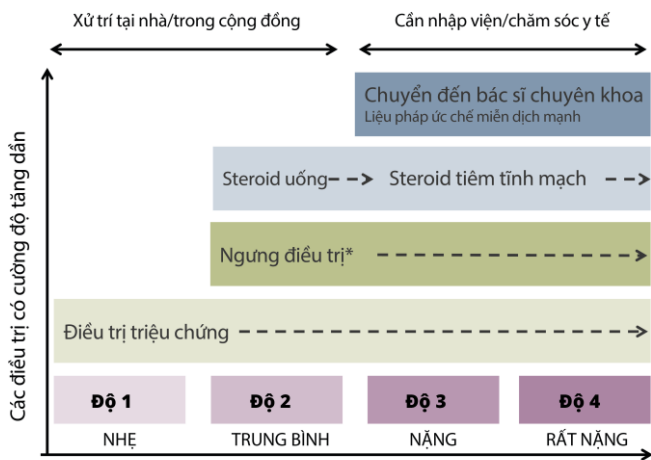 Xử trí tại nhà/trong cộng đồng
Cần nhập viện/chăm sóc y tế
Các điều trị có cường độ tăng dần
Chuyển đến bác sĩ chuyên khoa
Liệu pháp ức chế miễn dịch mạnh
Steroid uống
Steroid tiêm tĩnh mạch
Ngưng điều trị*
Điều trị triệu chứng
Độ 1
Độ 2
Độ 3
Độ 4
NHẸ
TRUNG BÌNH
NẶNG
RẤT NẶNG